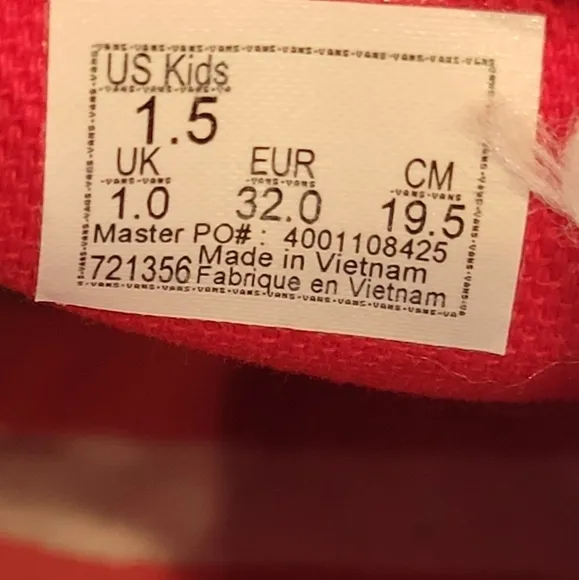 US Kids
1.5
UK EUR CM
1.0 32.0 19.5
Master PO# : 4001108425
Made in Vietnam
721356 Fabrique en Vietnam